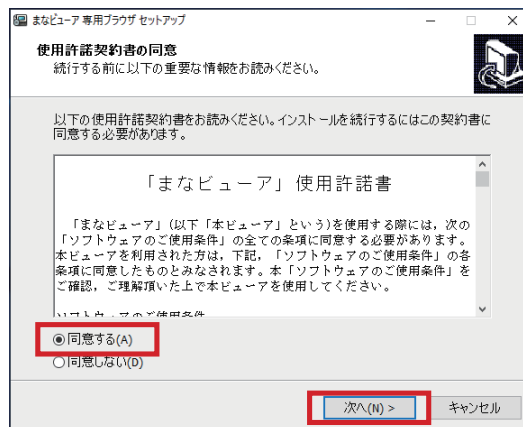 まなビューア 専用ブラウザ セットアップ
使用許諾契約書の同意
続行する前に以下の重要な情報をお読みください。
以下の使用許諾契約書をお読みください。インストールを続行するにはこの契約書に
同意する必要があります。
「まなビューア」使用許諾書
「まなビューア」(以下「本ビューア」という)を使用する際には，次の
「ソフトウェアのご使用条件」の全ての条項に同意する必要があります。
本ビューアを利用された方は，下記，「ソフトウェアのご使用条件」の各
条項に同意したものとみなされます。本「ソフトウェアのご使用条件」を
ご確認，ご理解頂いた上で本ビューアを使用してください。
ソフトウェアのご使用条件
同意する(A)
同意しない(D)
次へ(N) >
キャンセル